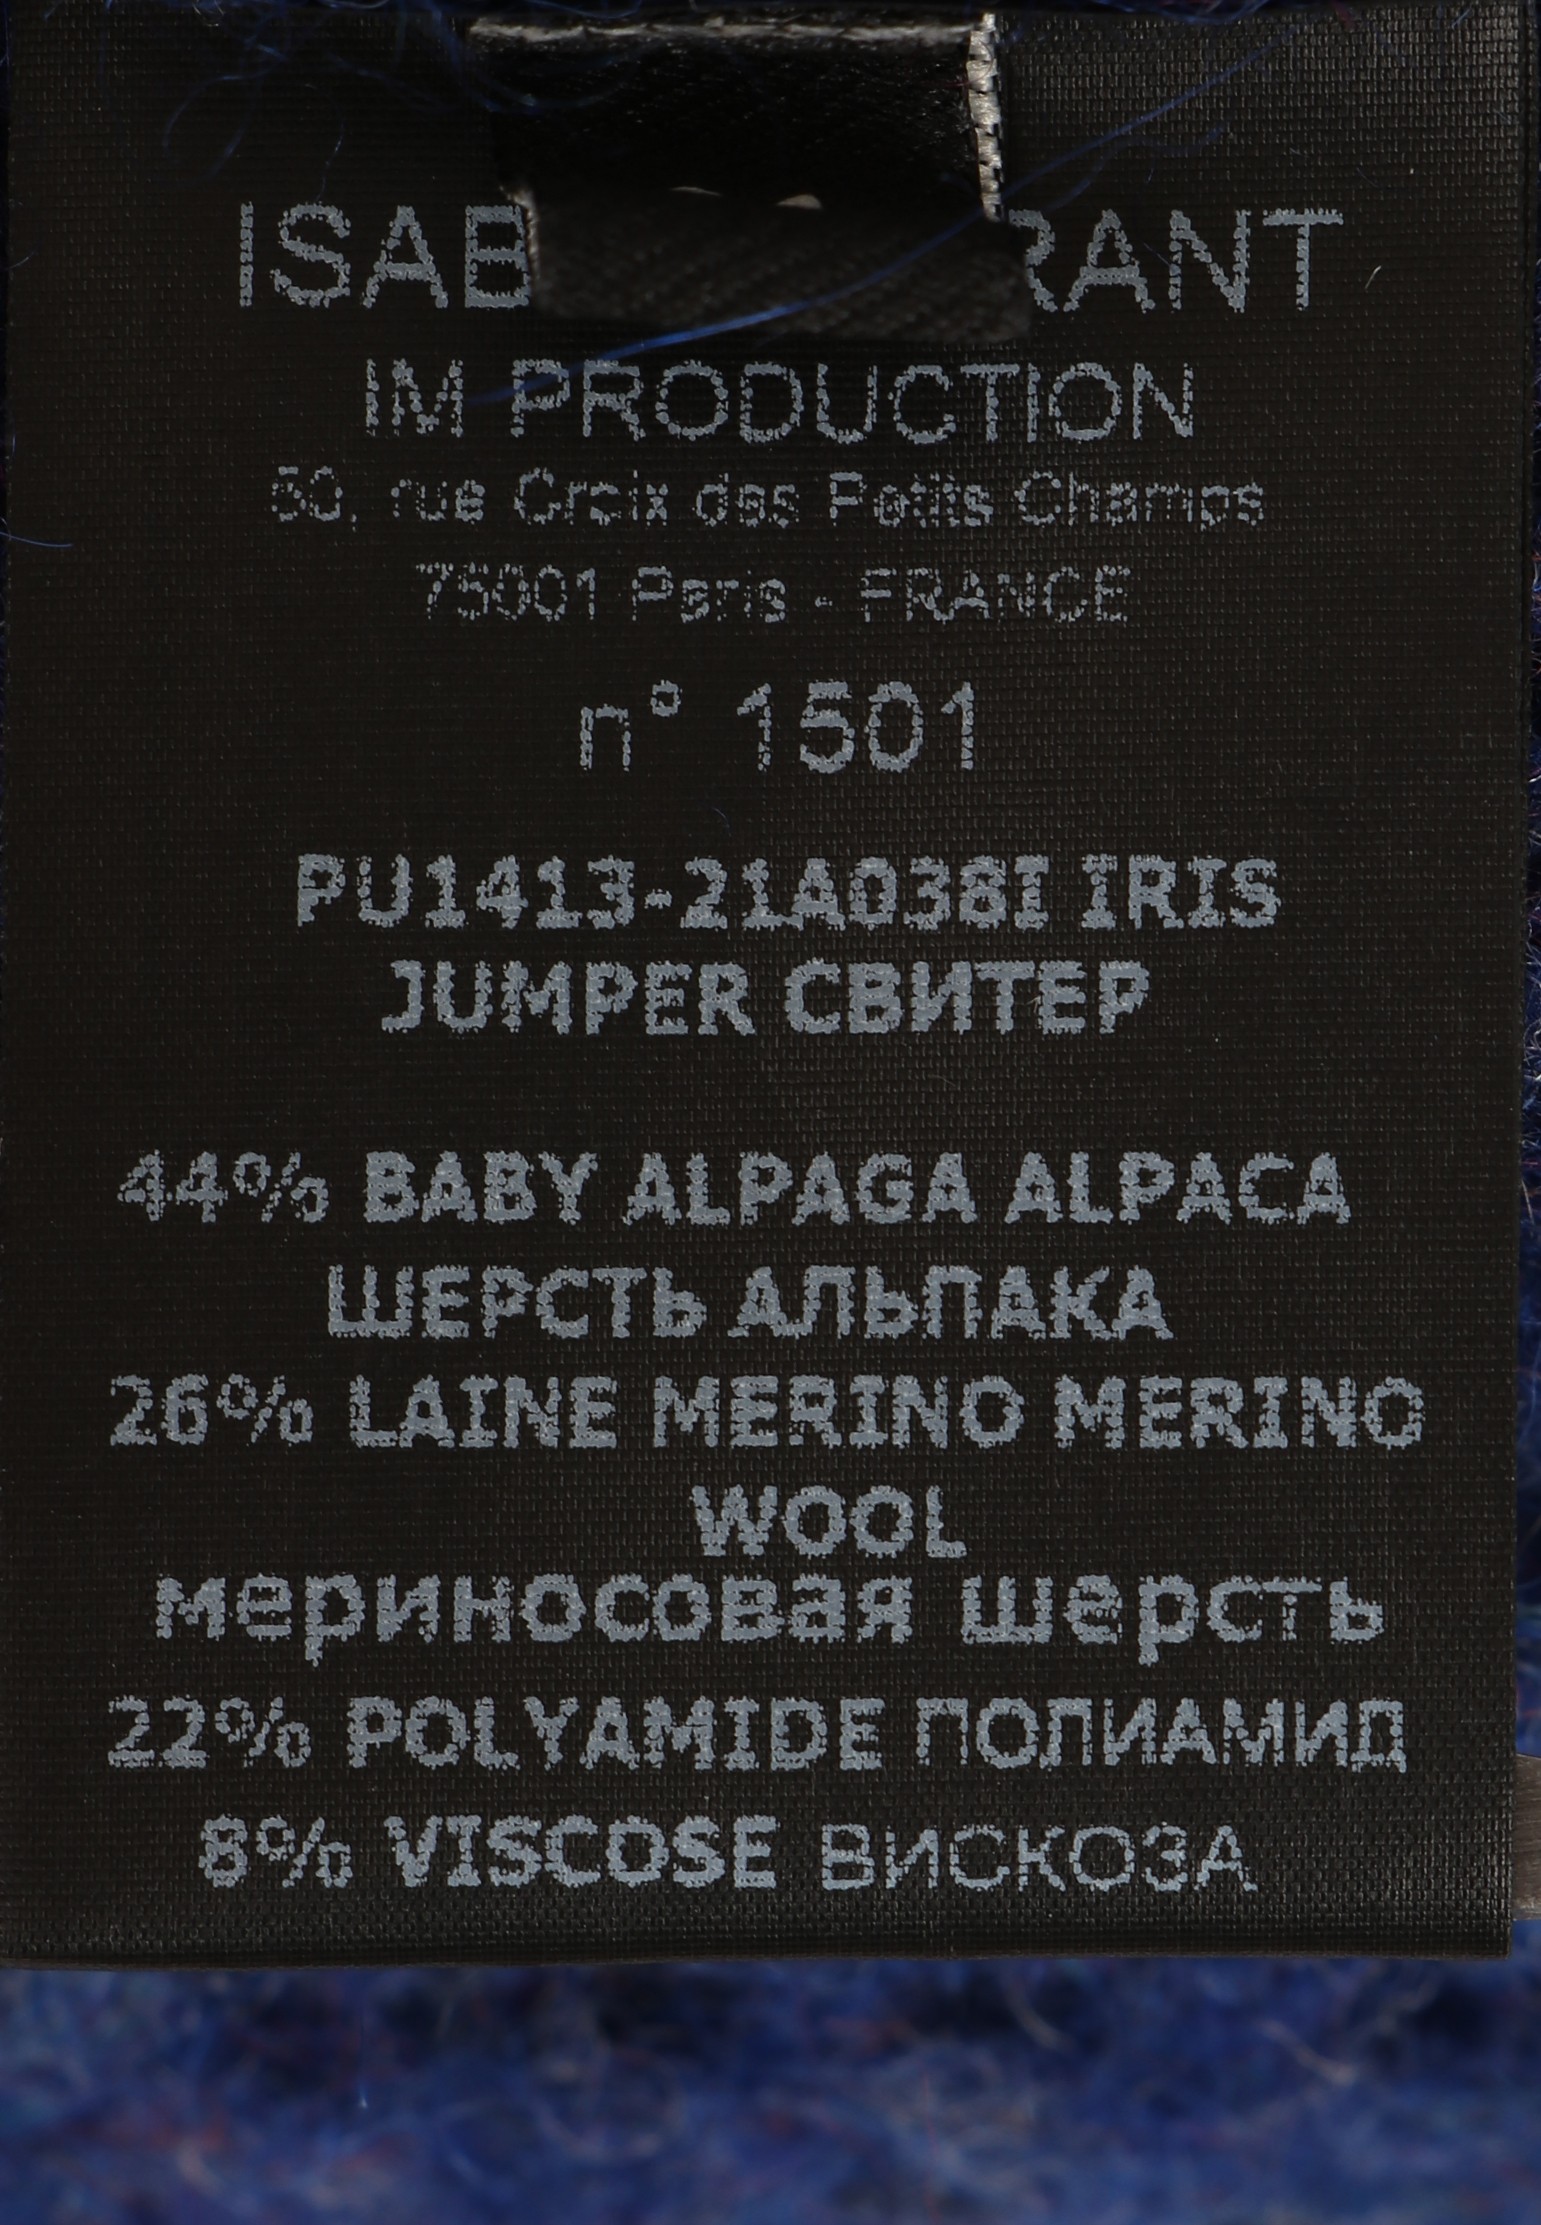 ISAB RANT
IM PRODUCTION
50, rue Croix des Petits Champs
75001 Paris - FRANCE
n° 1501
PU1413-21A038I IRIS
JUMPER СВИТЕР
44% BABY ALPAGA ALPACA
ШЕРСТЬ АЛЬПАКА
26% LAINE MERINO MERINO
WOOL
мериносовая шерсть
22% POLYAMIDE ПОЛИАМИД
8% VISCOSE ВИСКОЗА